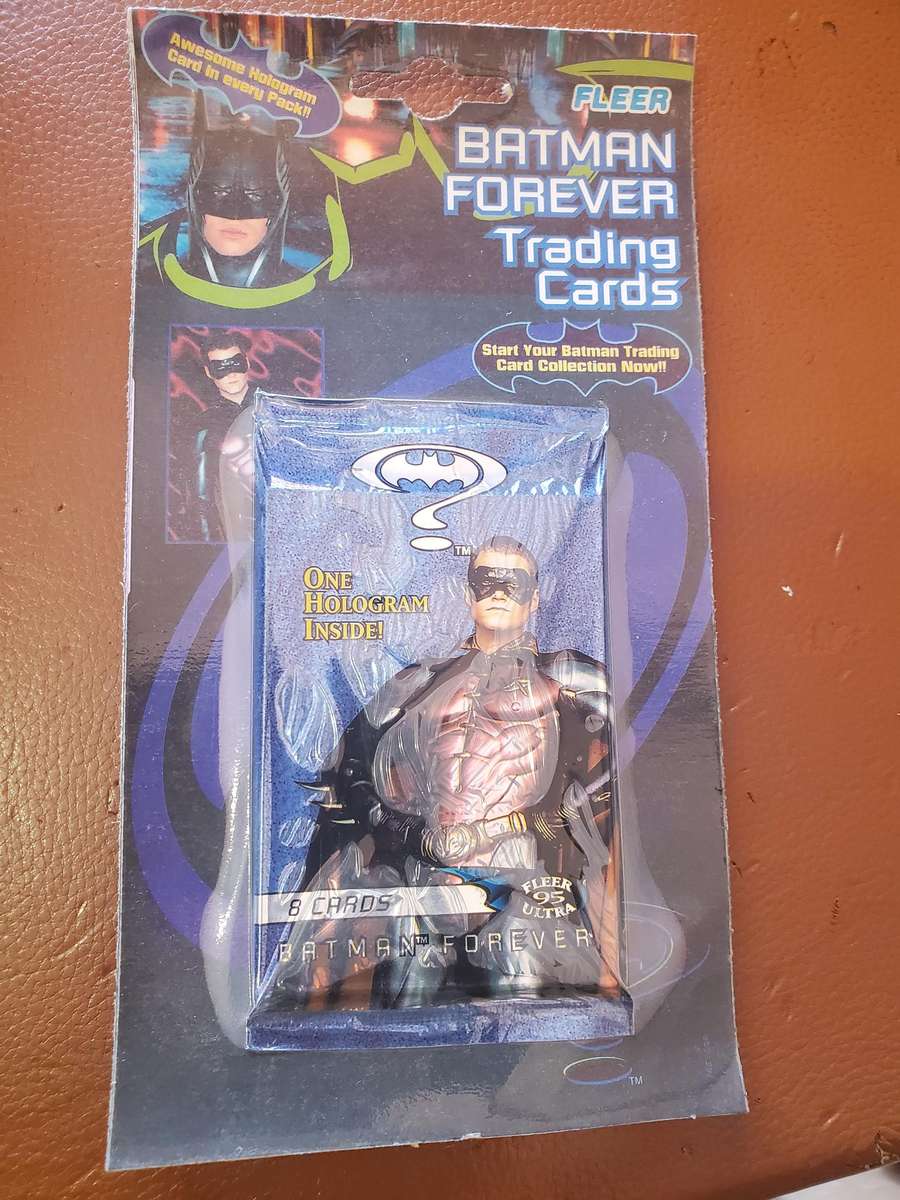 Awesome Hologram
Card in every Pack!!
FLEER
BATMAN
FOREVER
Trading
Cards
Start Your Batman Trading
Card Collection Now!!
TM
ONE
HOLOGRAM
INSIDE!
8 CARDS
FLEER
95
ULTRA
BATMAN™ FOREVER
TM